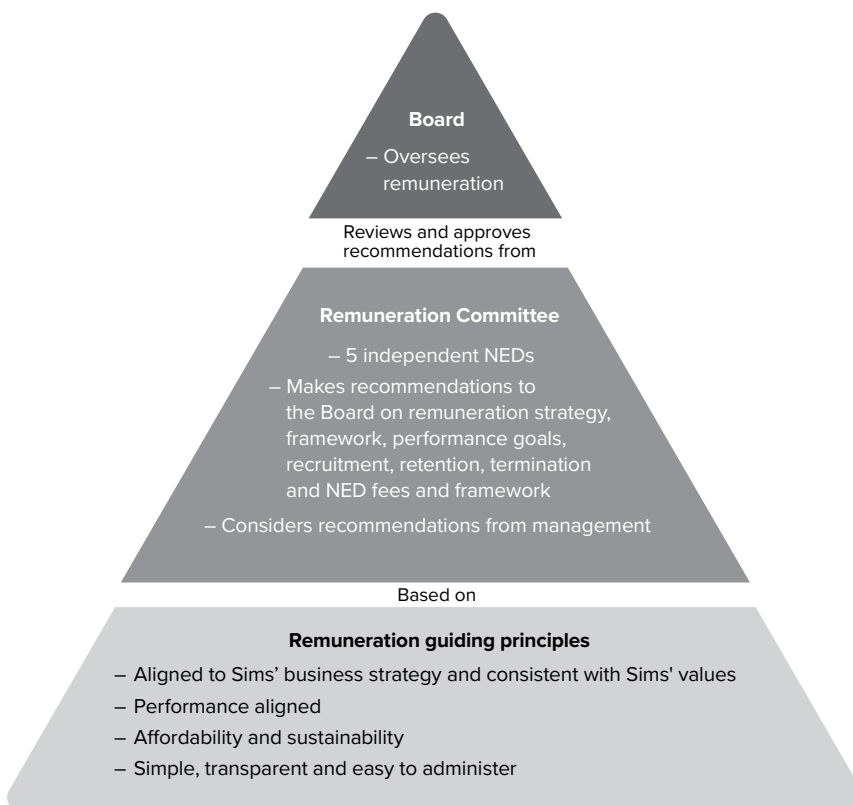 Board
– Oversees
remuneration
Reviews and approves
recommendations from
Remuneration Committee
– 5 independent NEDs
– Makes recommendations to
the Board on remuneration strategy,
framework, performance goals,
recruitment, retention, termination
and NED fees and framework
– Considers recommendations from management
Based on
Remuneration guiding principles
– Aligned to Sims’ business strategy and consistent with Sims' values
– Performance aligned
– Affordability and sustainability
– Simple, transparent and easy to administer